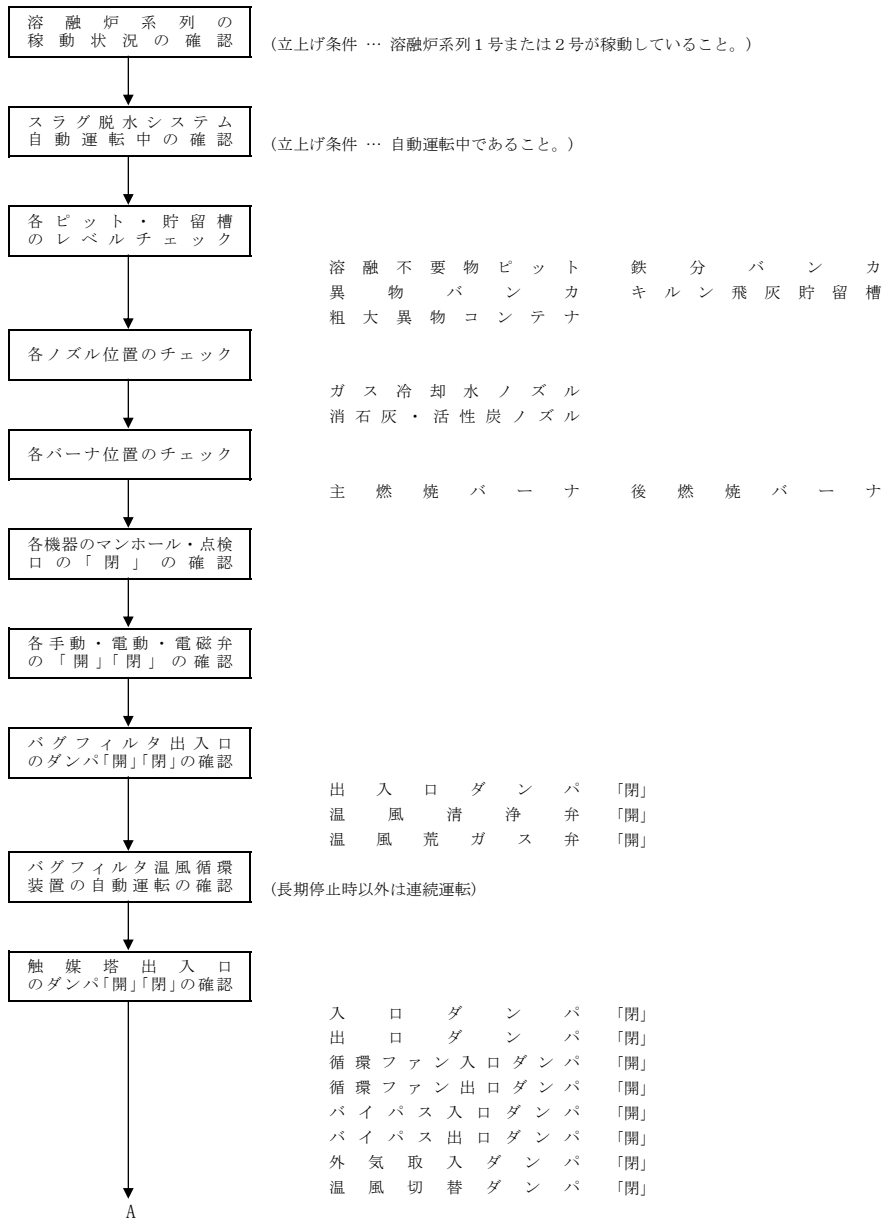 溶融炉系列の
稼動状況の確認
(立上げ条件 … 溶融炉系列1号または2号が稼動していること。)
スラグ脱水システム
自動運転中の確認
(立上げ条件 … 自動運転中であること。)
各ピット・貯留槽
のレベルチェック
溶融不要物ピット 鉄分バンカ
異物バンカ キルン飛灰貯留槽
粗大異物コンテナ
各ノズル位置のチェック
ガス冷却水ノズル
消石灰・活性炭ノズル
各バーナ位置のチェック
主燃焼バーナ 後燃焼バーナ
各機器のマンホール・点検
口の「閉」の確認
各手動・電動・電磁弁
の「開」「閉」の確認
バグフィルタ出入口
のダンパ「開」「閉」の確認
出入口ダンパ 「閉」
温風清浄弁 「開」
温風荒ガス弁 「開」
バグフィルタ温風循環
装置の自動運転の確認
(長期停止時以外は連続運転)
触媒塔出入口
のダンパ「開」「閉」の確認
入口ダンパ 「閉」
出口ダンパ 「閉」
循環ファン入口ダンパ 「開」
循環ファン出口ダンパ 「開」
バイパス入口ダンパ 「開」
バイパス出口ダンパ 「開」
外気取入ダンパ 「閉」
温風切替ダンパ 「閉」
A